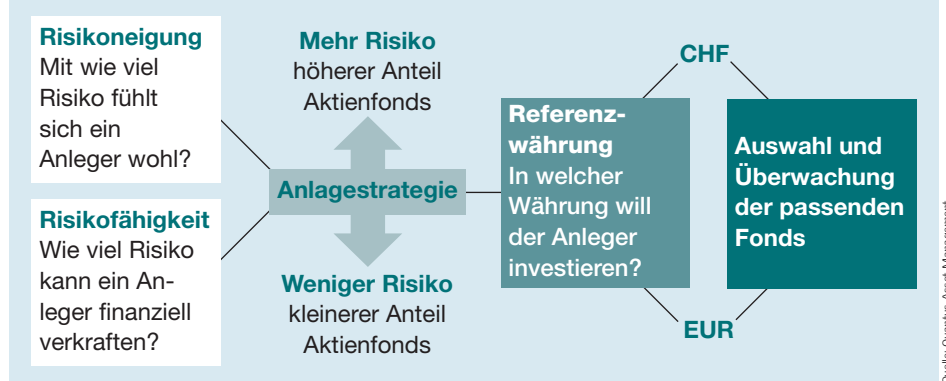 Risikoneigung
Mit wie viel
Risiko fühlt
sich ein
Anleger wohl?
Risikofähigkeit
Wie viel Risiko
kann ein An-
leger finanziell
verkraften?
Mehr Risiko
höherer Anteil
Aktienfonds
Anlagestrategie
Weniger Risiko
kleinerer Anteil
Aktienfonds
Referenz-
währung
In welcher
Währung will
der Anleger
investieren?
CHF
EUR
Auswahl und
Überwachung
der passenden
Fonds
Asset Management